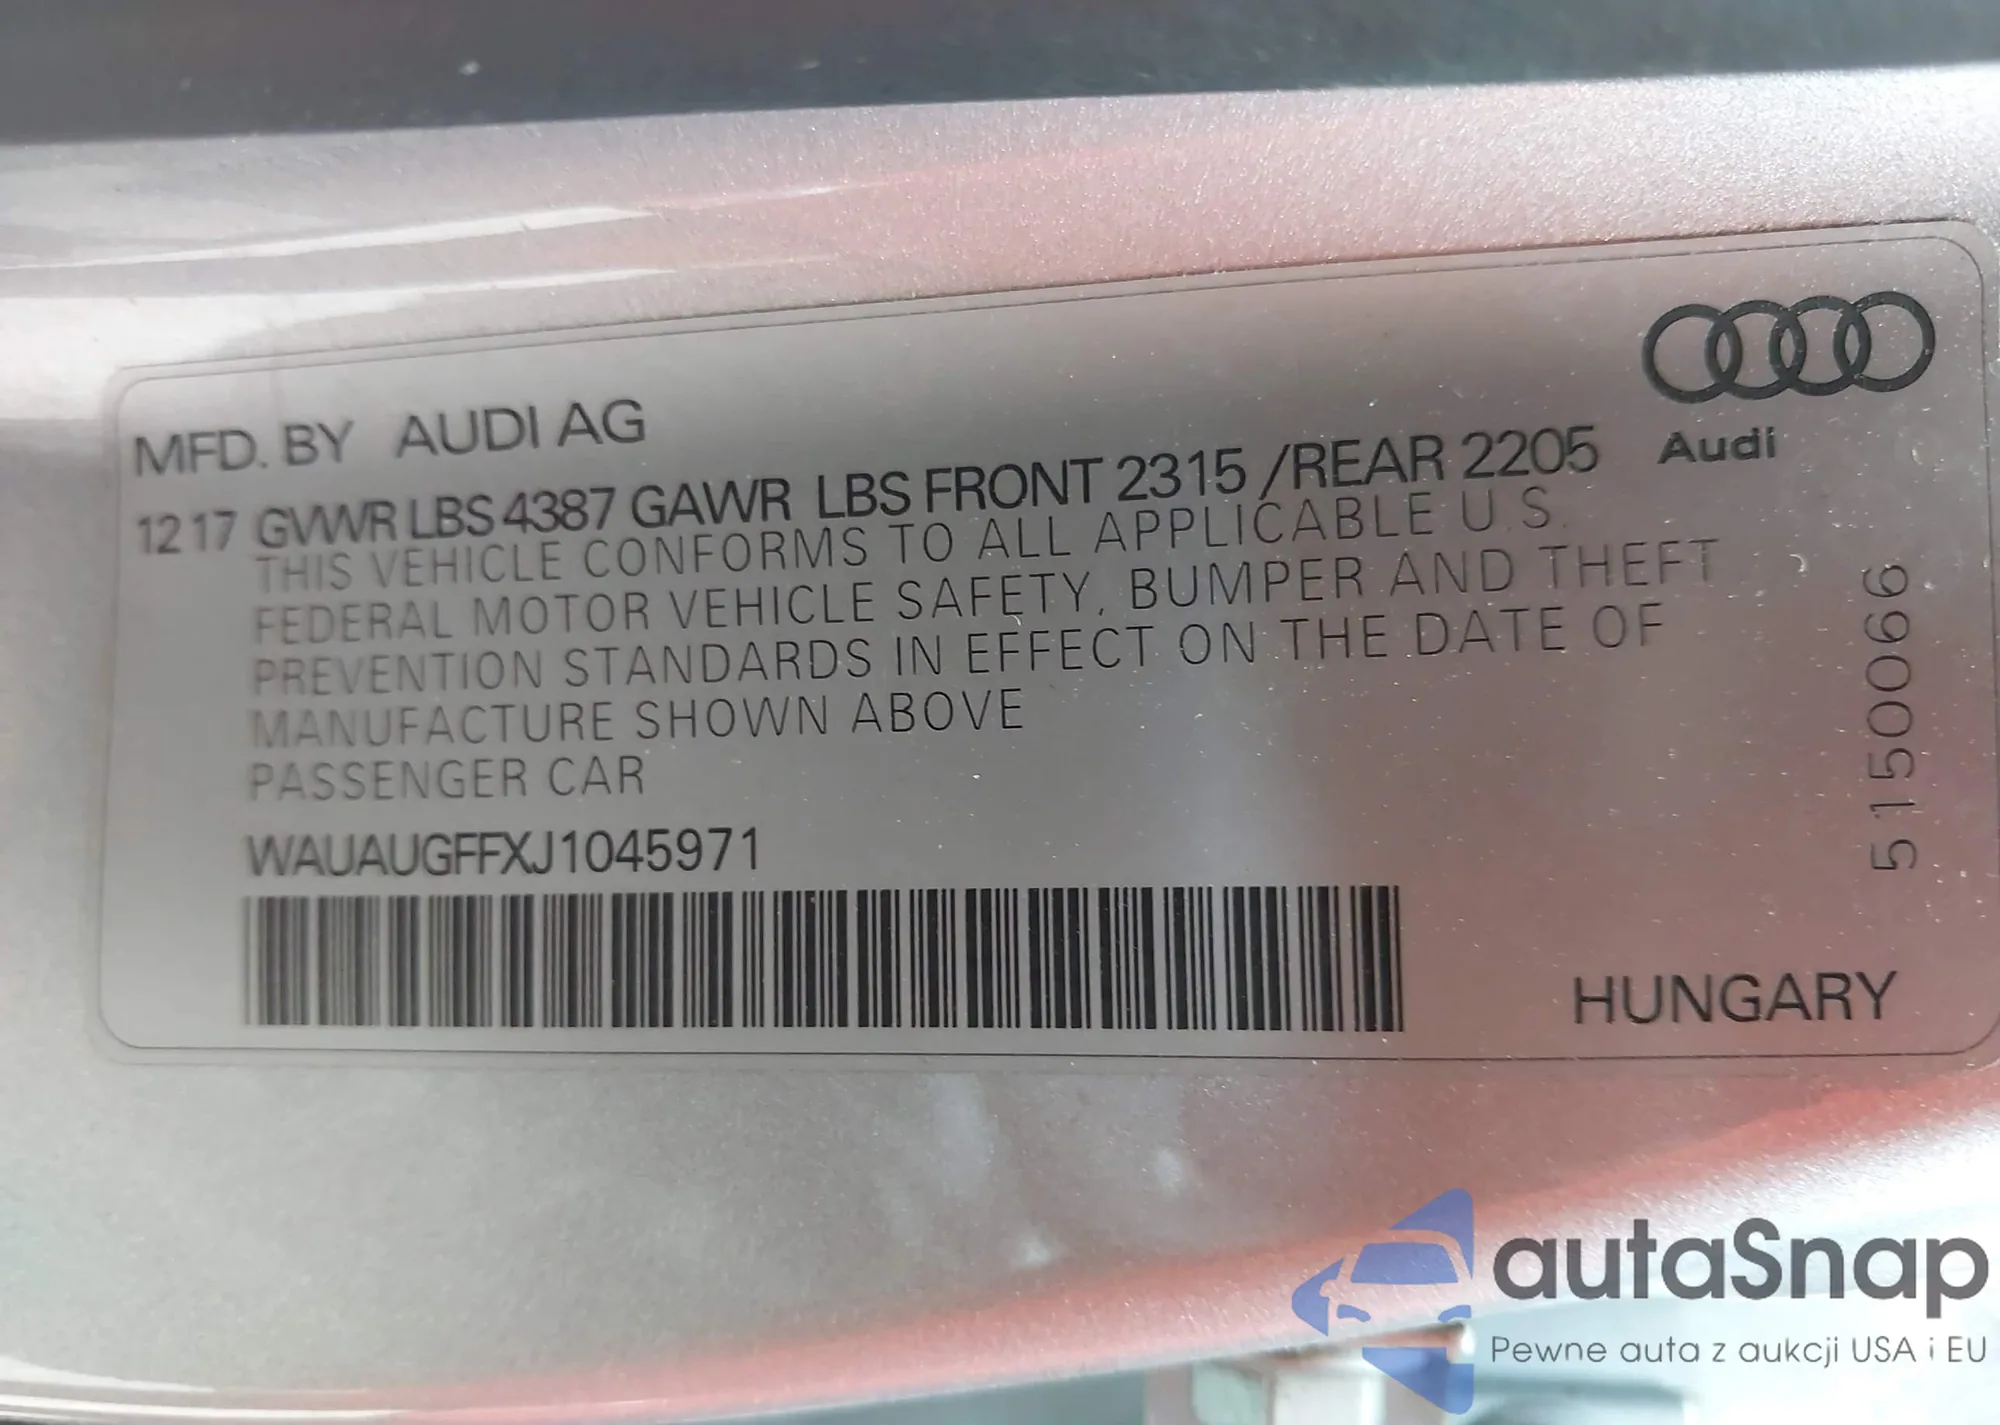 MFD. BY AUDI AG
12 17 GVWR LBS 4387 GAWR LBS FRONT 2315 /REAR 2205
Audi
THIS VEHICLE CONFORMS TO ALL APPLICABLE U.S.
FEDERAL MOTOR VEHICLE SAFETY, BUMPER AND THEFT
PREVENTION STANDARDS IN EFFECT ON THE DATE OF
MANUFACTURE SHOWN ABOVE
PASSENGER CAR
WAUAUGFFXJ1045971
5150066
HUNGARY
autaSnap
Pewne auta z aukcji USA i EU